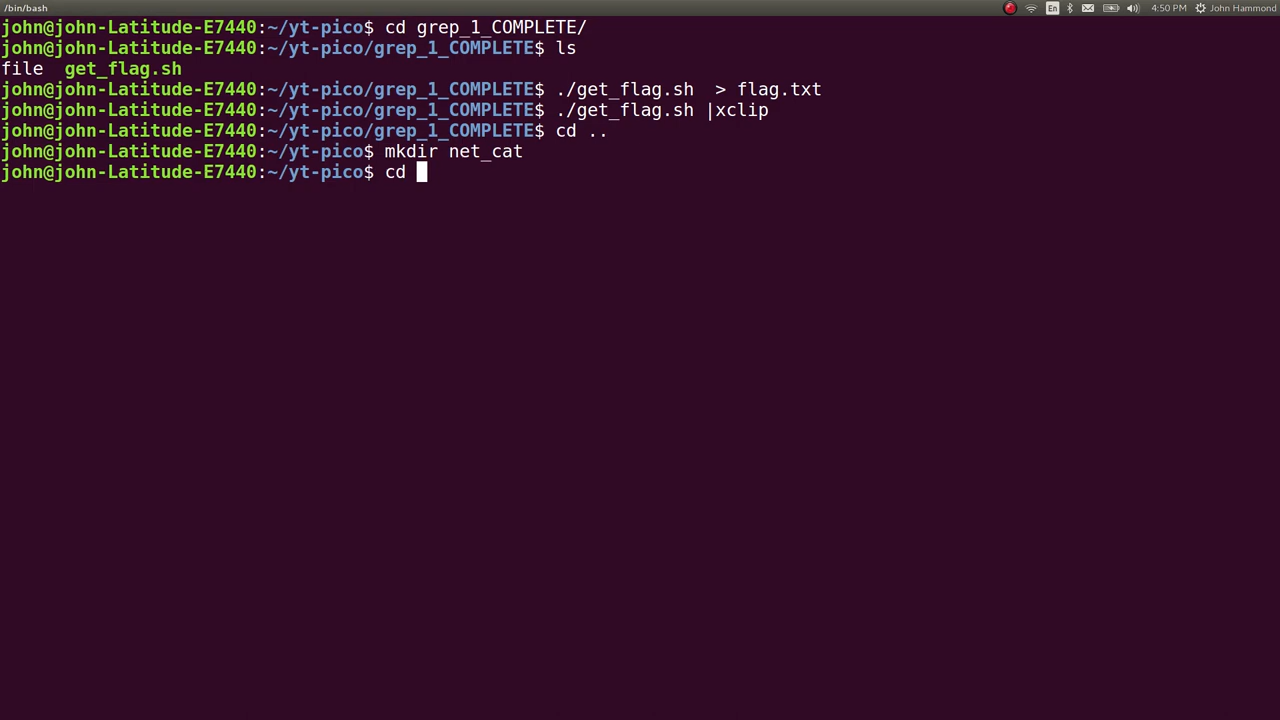 /bin/bash En 4:50 PM John Hammond
john@john-Latitude-E7440:~/yt-pico$ cd grep_1_COMPLETE/
john@john-Latitude-E7440:~/yt-pico/grep_1_COMPLETE$ ls
file  get_flag.sh
john@john-Latitude-E7440:~/yt-pico/grep_1_COMPLETE$ ./get_flag.sh  > flag.txt
john@john-Latitude-E7440:~/yt-pico/grep_1_COMPLETE$ ./get_flag.sh |xclip
john@john-Latitude-E7440:~/yt-pico/grep_1_COMPLETE$ cd ..
john@john-Latitude-E7440:~/yt-pico$ mkdir net_cat
john@john-Latitude-E7440:~/yt-pico$ cd